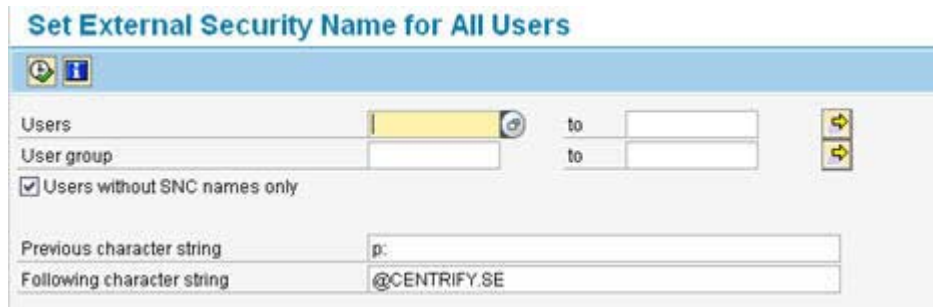 Set External Security Name for All Users
Users to
User group to
Users without SNC names only
Previous character string p:
Following character string @CENTRIFY.SE